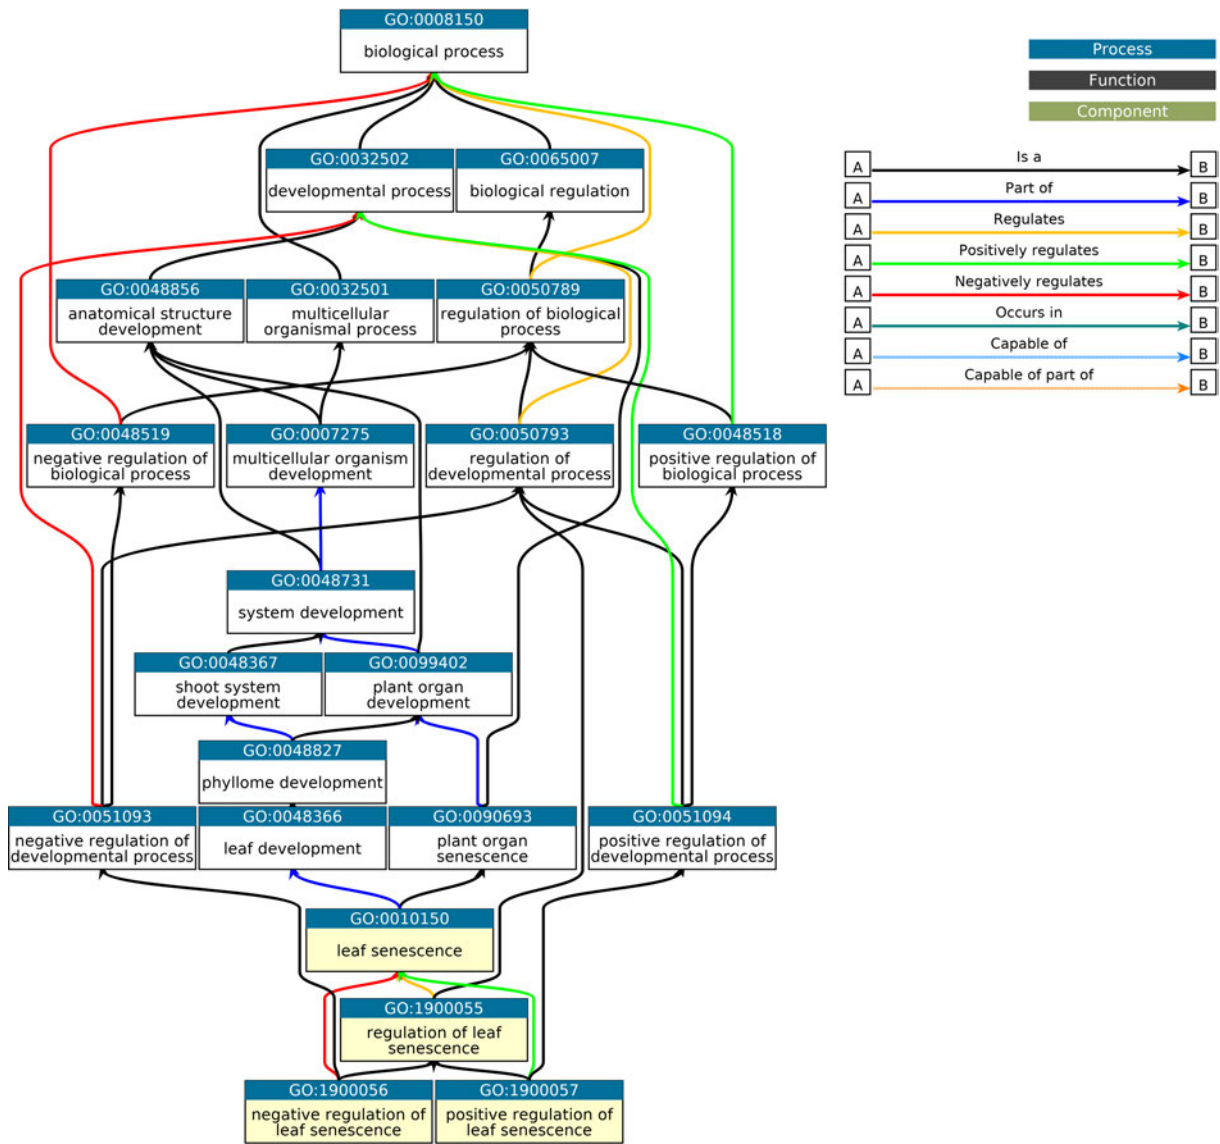 GO:0008150
biological process
Process
Function
Component
GO:0032502
developmental process
GO:0065007
biological regulation
A Is a B
A Part of B
A Regulates B
A Positively regulates B
A Negatively regulates B
A Occurs in B
A Capable of B
A Capable of part of B
GO:0048856
anatomical structure
development
GO:0032501
multicellular
organismal process
GO:0050789
regulation of biological
process
GO:0048519
negative regulation of
biological process
GO:0007275
multicellular organism
development
GO:0050793
regulation of
developmental process
GO:0048518
positive regulation of
biological process
GO:0048731
system development
GO:0048367
shoot system
development
GO:0099402
plant organ
development
GO:0048827
phyllome development
GO:0051093
negative regulation of
developmental process
GO:0048366
leaf development
GO:0090693
plant organ
senescence
GO:0051094
positive regulation of
developmental process
GO:0010150
leaf senescence
GO:1900055
regulation of leaf
senescence
GO:1900056
negative regulation of
leaf senescence
GO:1900057
positive regulation of
leaf senescence